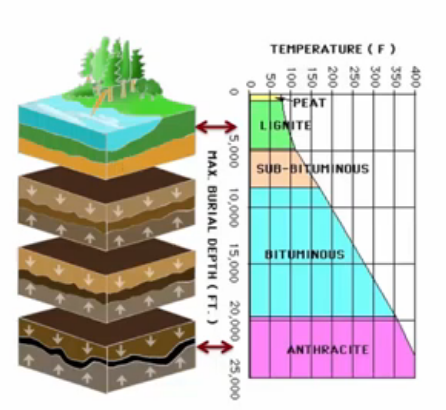 TEMPERATURE ( F )
0 50 100 150 200 250 300 350 400
MAX. BURIAL DEPTH ( FT. )
0
5,000
10,000
15,000
20,000
25,000
PEAT
LIGNITE
SUB-BITUMINOUS
BITUMINOUS
ANTHRACITE